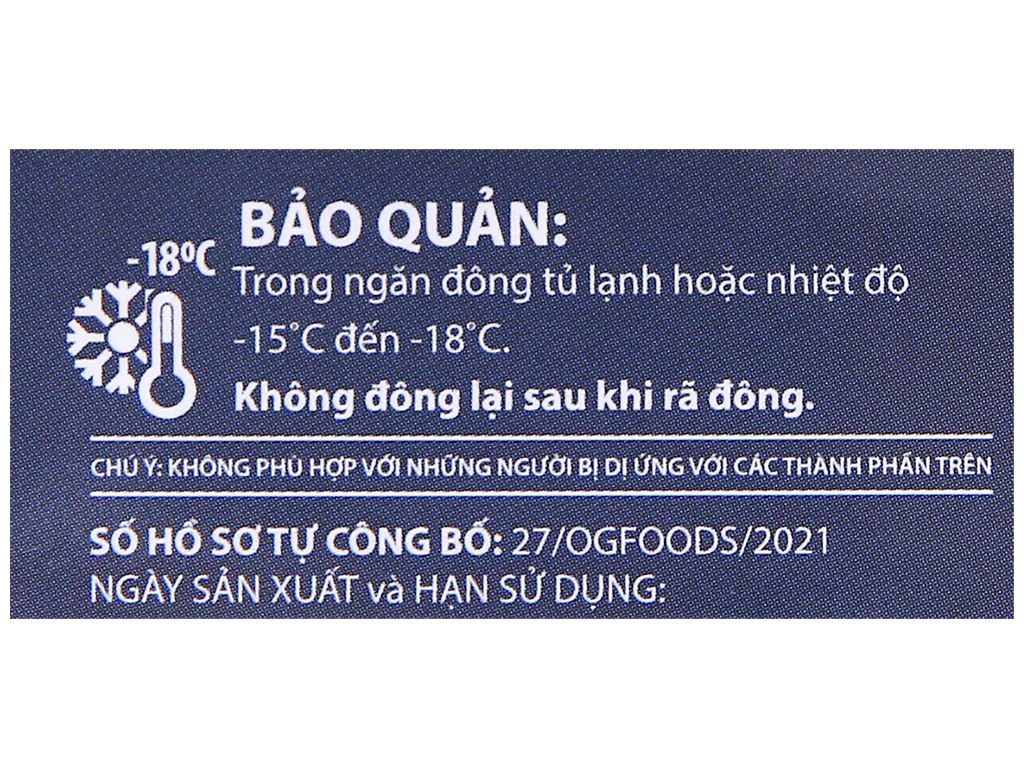 BẢO QUẢN:
-18⁰C
Trong ngăn đông tủ lạnh hoặc nhiệt độ
-15˚C đến -18˚C.
Không đông lại sau khi rã đông.
CHÚ Ý: KHÔNG PHÙ HỢP VỚI NHỮNG NGƯỜI BỊ DỊ ỨNG VỚI CÁC THÀNH PHẦN TRÊN
SỐ HỒ SƠ TỰ CÔNG BỐ: 27/OGFOODS/2021
NGÀY SẢN XUẤT và HẠN SỬ DỤNG: